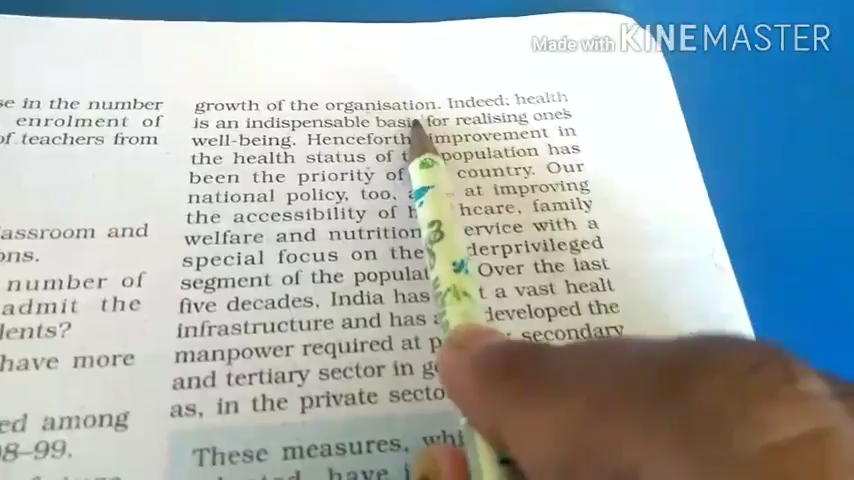 Made with KINEMASTER
se in the number
enrolment of
of teachers from
assroom and
ons.
number of
admit the
lents?
have more
ed among
98–99.
growth of the organisation. Indeed; health
is an indispensable basis for realising one's
well-being. Henceforth improvement in
the health status of population has
been the priority of country. Our
national policy, too, at improving
the accessibility of hcare, family
welfare and nutrition ervice with a
special focus on the derprivileged
segment of the populat Over the last
five decades, India has t a vast healt
infrastructure and has developed the
manpower required at p secondary
and tertiary sector in go
as, in the private secto
These measures, whi
have i